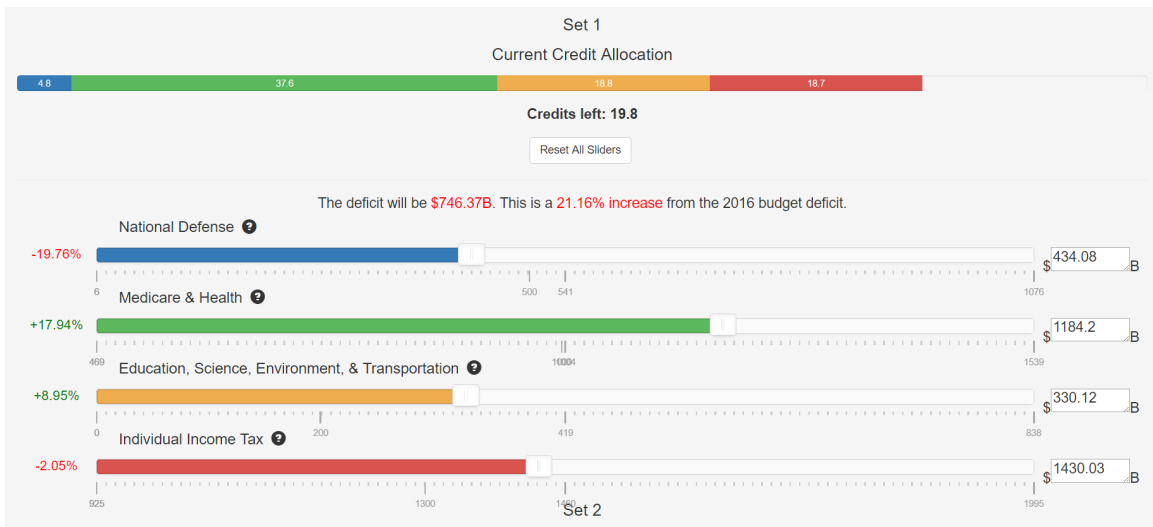 Set 1
Current Credit Allocation
4.8 37.6 18.8 18.7
Credits left: 19.8
Reset All Sliders
The deficit will be $746.37B. This is a 21.16% increase from the 2016 budget deficit.
National Defense ?
-19.76% $ 434.08 B
6 500 541 1076
Medicare & Health ?
+17.94% $ 1184.2 B
469 1539
Education, Science, Environment, & Transportation ?
+8.95% $ 330.12 B
0 200 419 838
Individual Income Tax ?
-2.05% $ 1430.03 B
925 1300 1995
Set 2